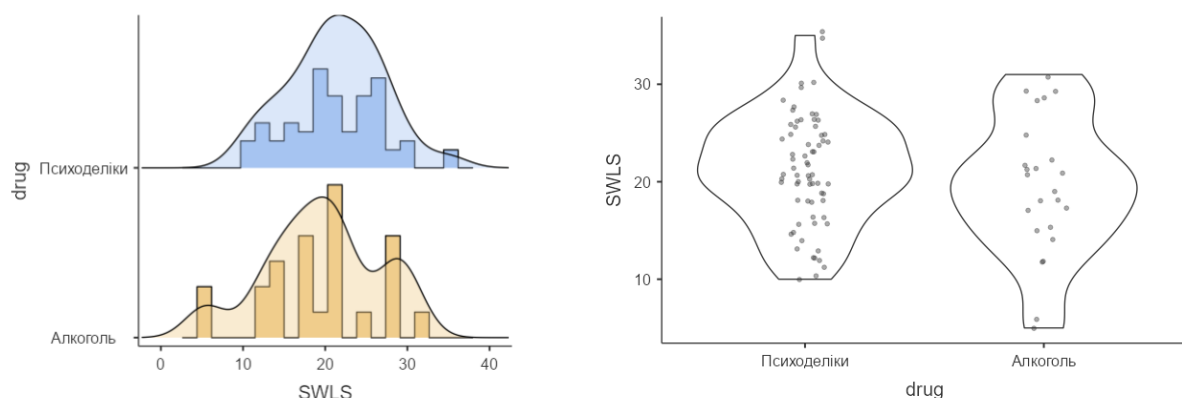 drug
Психоделіки
Алкоголь
0 10 20 30 40
SWLS
SWLS
30
20
10
Психоделіки Алкоголь
drug